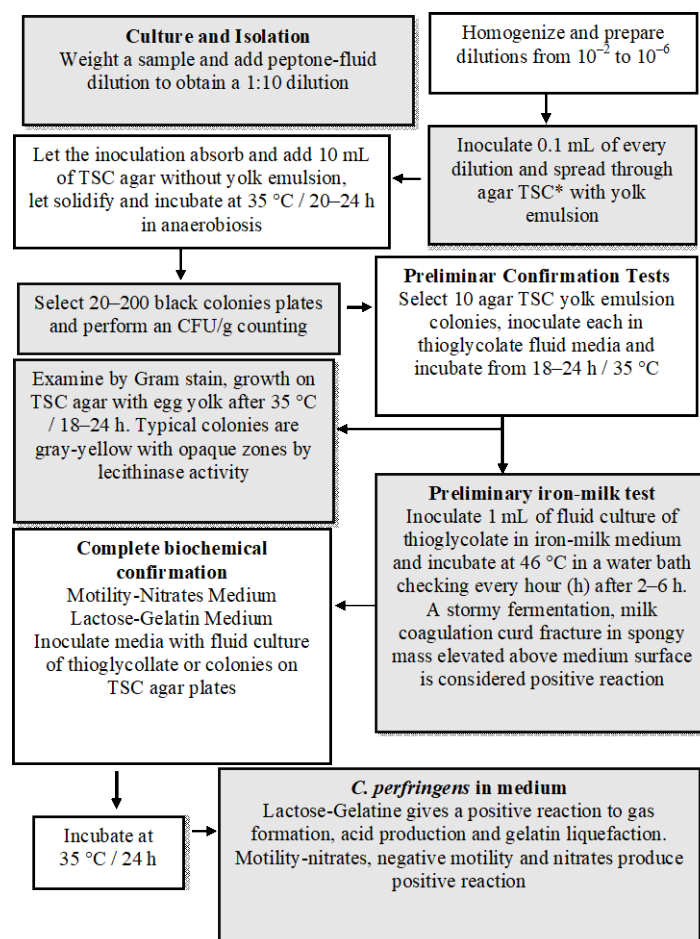 Culture and Isolation
Weight a sample and add peptone-fluid
dilution to obtain a 1:10 dilution
Homogenize and prepare
dilutions from 10⁻² to 10⁻⁶
Inoculate 0.1 mL of every
dilution and spread through
agar TSC* with yolk
emulsion
Let the inoculation absorb and add 10 mL
of TSC agar without yolk emulsion,
let solidify and incubate at 35 °C / 20–24 h
in anaerobiosis
Select 20–200 black colonies plates
and perform an CFU/g counting
Preliminar Confirmation Tests
Select 10 agar TSC yolk emulsion
colonies, inoculate each in
thioglycolate fluid media and
incubate from 18–24 h / 35 °C
Examine by Gram stain, growth on
TSC agar with egg yolk after 35 °C
/ 18–24 h. Typical colonies are
gray-yellow with opaque zones by
lecithinase activity
Preliminary iron-milk test
Inoculate 1 mL of fluid culture of
thioglycolate in iron-milk medium
and incubate at 46 °C in a water bath
checking every hour (h) after 2–6 h.
A stormy fermentation, milk
coagulation curd fracture in spongy
mass elevated above medium surface
is considered positive reaction
Complete biochemical
confirmation
Motility-Nitrates Medium
Lactose-Gelatin Medium
Inoculate media with fluid culture
of thioglycollate or colonies on
TSC agar plates
Incubate at
35 °C / 24 h
C. perfringens in medium
Lactose-Gelatine gives a positive reaction to gas
formation, acid production and gelatin liquefaction.
Motility-nitrates, negative motility and nitrates produce
positive reaction